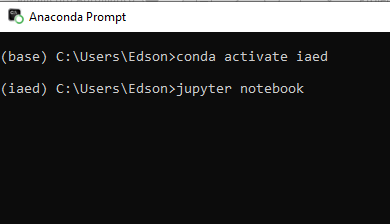 Anaconda Prompt
(base) C:\Users\Edson>conda activate iaed
(iaed) C:\Users\Edson>jupyter notebook